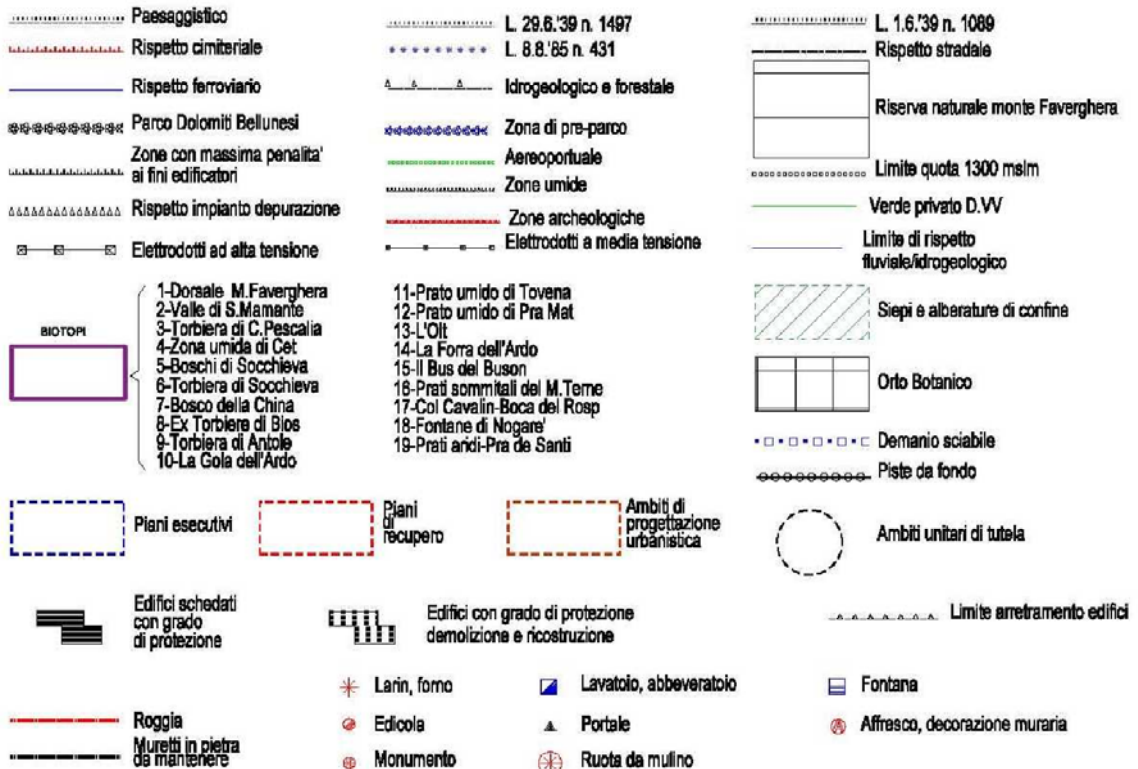 Paesaggistico
Rispetto cimiteriale
Rispetto ferroviario
Parco Dolomiti Bellunesi
Zone con massima penalita'
ai fini edificatori
Rispetto impianto depurazione
Elettrodotti ad alta tensione
L. 29.6.'39 n. 1497
L. 8.8.'85 n. 431
Idrogeologico e forestale
Zona di pre-parco
Aereoportuale
Zone umide
Zone archeologiche
Elettrodotti a media tensione
L. 1.6.'39 n. 1089
Rispetto stradale
Riserva naturale monte Faverghera
Limite quota 1300 mslm
Verde privato D.VV
Limite di rispetto
fluviale/idrogeologico
Siepi e alberature di confine
Orto Botanico
Demanio sciabile
Piste da fondo
BIOTOPI
1-Dorsale M.Faverghera
2-Valle di S.Mamante
3-Torbiera di C.Pescalia
4-Zona umida di Cet
5-Boschi di Socchieva
6-Torbiera di Socchieva
7-Bosco della China
8-Ex Torbiere di Bios
9-Torbiera di Antole
10-La Gola dell'Ardo
11-Prato umido di Tovena
12-Prato umido di Pra Mat
13-L'Olt
14-La Forra dell'Ardo
15-Il Bus del Buson
16-Prati sommitali del M.Terne
17-Col Cavalin-Boca del Rosp
18-Fontane di Nogare'
19-Prati aridi-Pra de Santi
Piani esecutivi
Piani
di
recupero
Ambiti di
progettazione
urbanistica
Ambiti unitari di tutela
Edifici schedati
con grado
di protezione
Edifici con grado di protezione
demolizione e ricostruzione
Limite arretramento edifici
Roggia
Muretti in pietra
da mantenere
Larin, forno
Edicola
Monumento
Lavatoio, abbeveratoio
Portale
Ruota da mulino
Fontana
Affresco, decorazione muraria